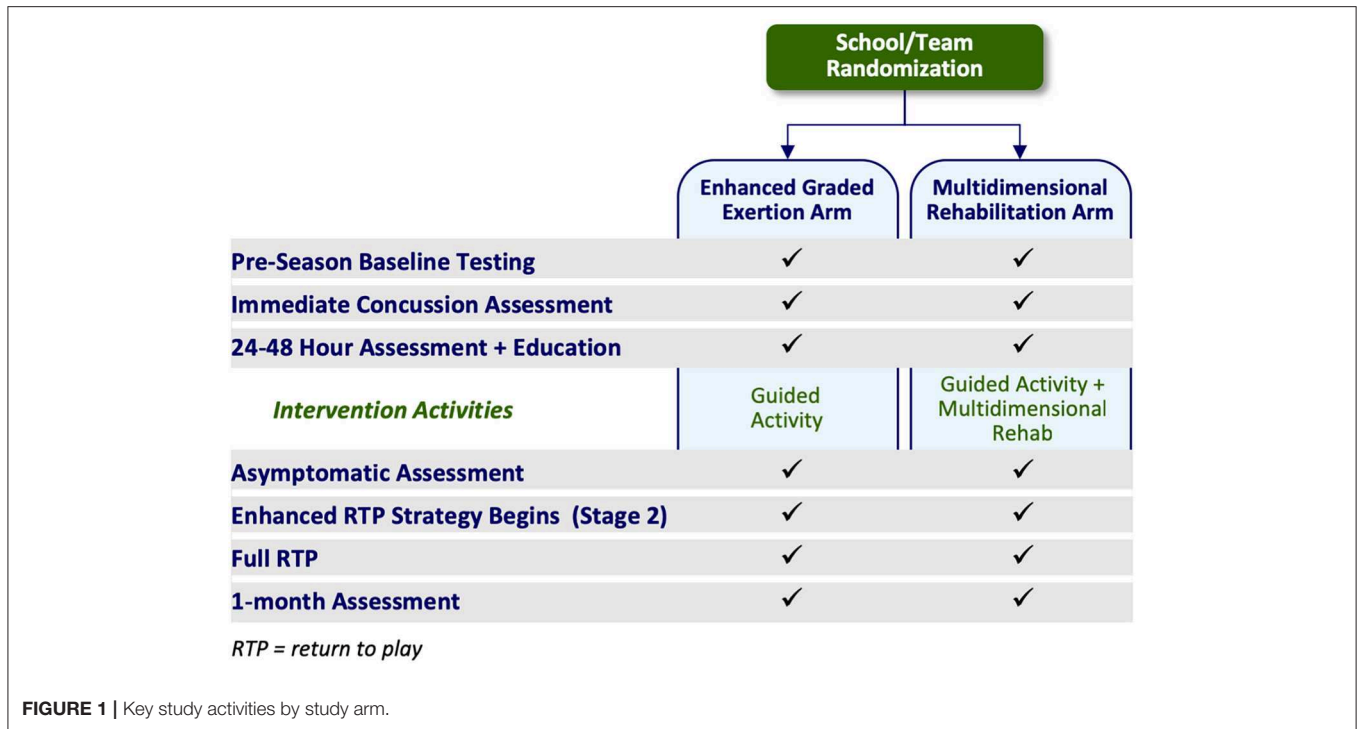 School/Team
Randomization
Enhanced Graded
Exertion Arm
Multidimensional
Rehabilitation Arm
Pre-Season Baseline Testing ✓ ✓
Immediate Concussion Assessment ✓ ✓
24-48 Hour Assessment + Education ✓ ✓
Intervention Activities
Guided
Activity
Guided Activity +
Multidimensional
Rehab
Asymptomatic Assessment ✓ ✓
Enhanced RTP Strategy Begins (Stage 2) ✓ ✓
Full RTP ✓ ✓
1-month Assessment ✓ ✓
RTP = return to play
FIGURE 1 | Key study activities by study arm.